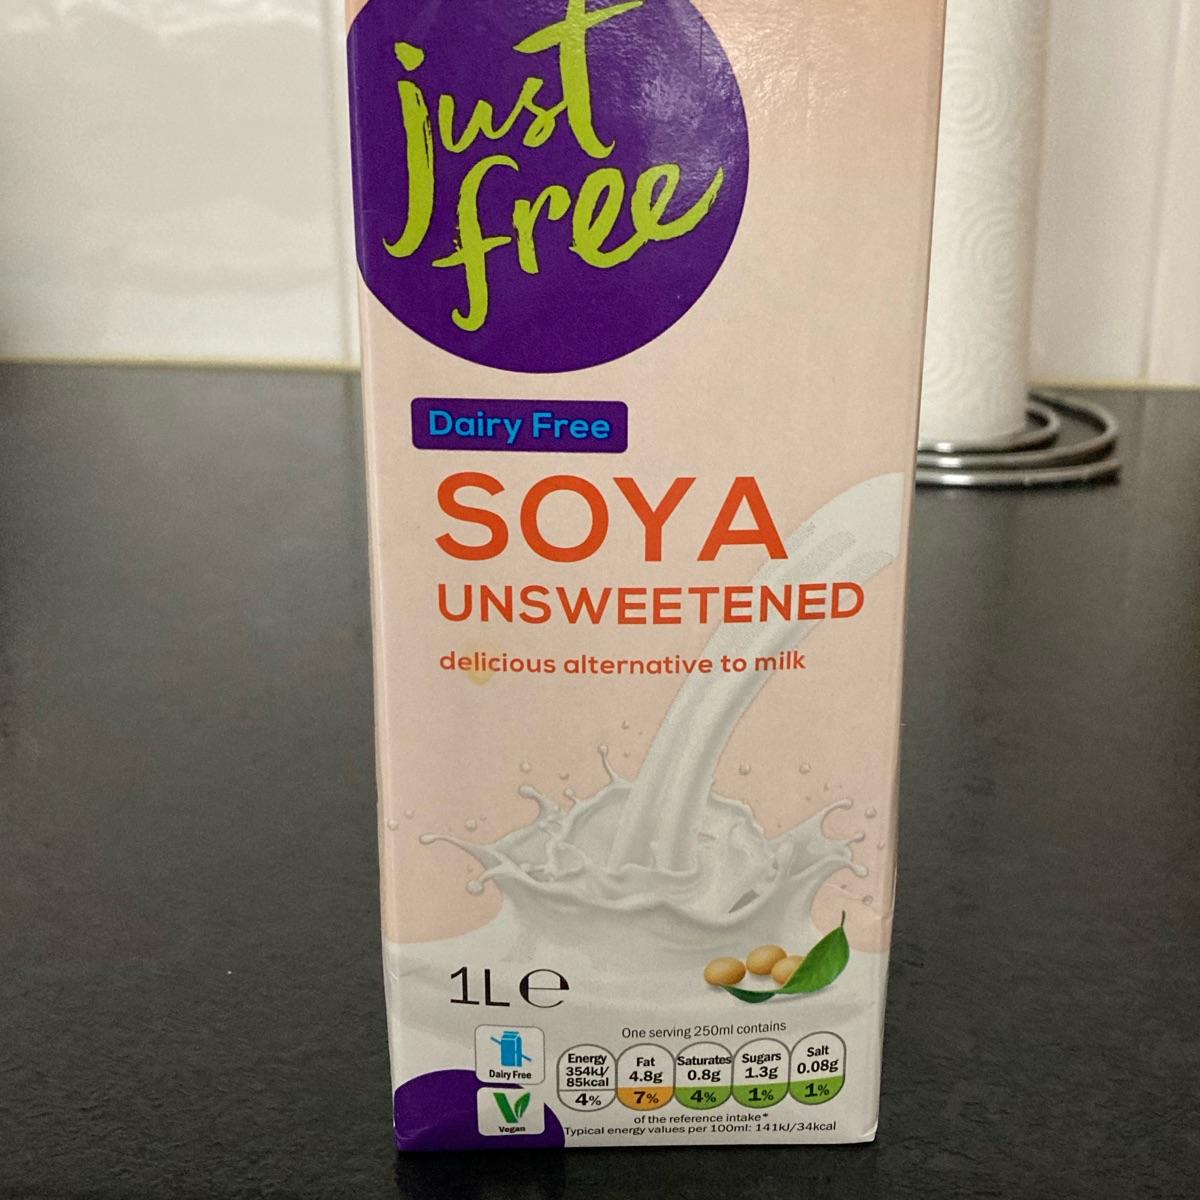 just
free
Dairy Free
SOYA
UNSWEETENED
delicious alternative to milk
1L℮
One serving 250ml contains
Energy 354kJ/ 85kcal 4%
Fat 4.8g 7%
Saturates 0.8g 4%
Sugars 1.3g 1%
Salt 0.08g 1%
of the reference intake*
Typical energy values per 100ml: 141kJ/34kcal
Dairy Free
Vegan